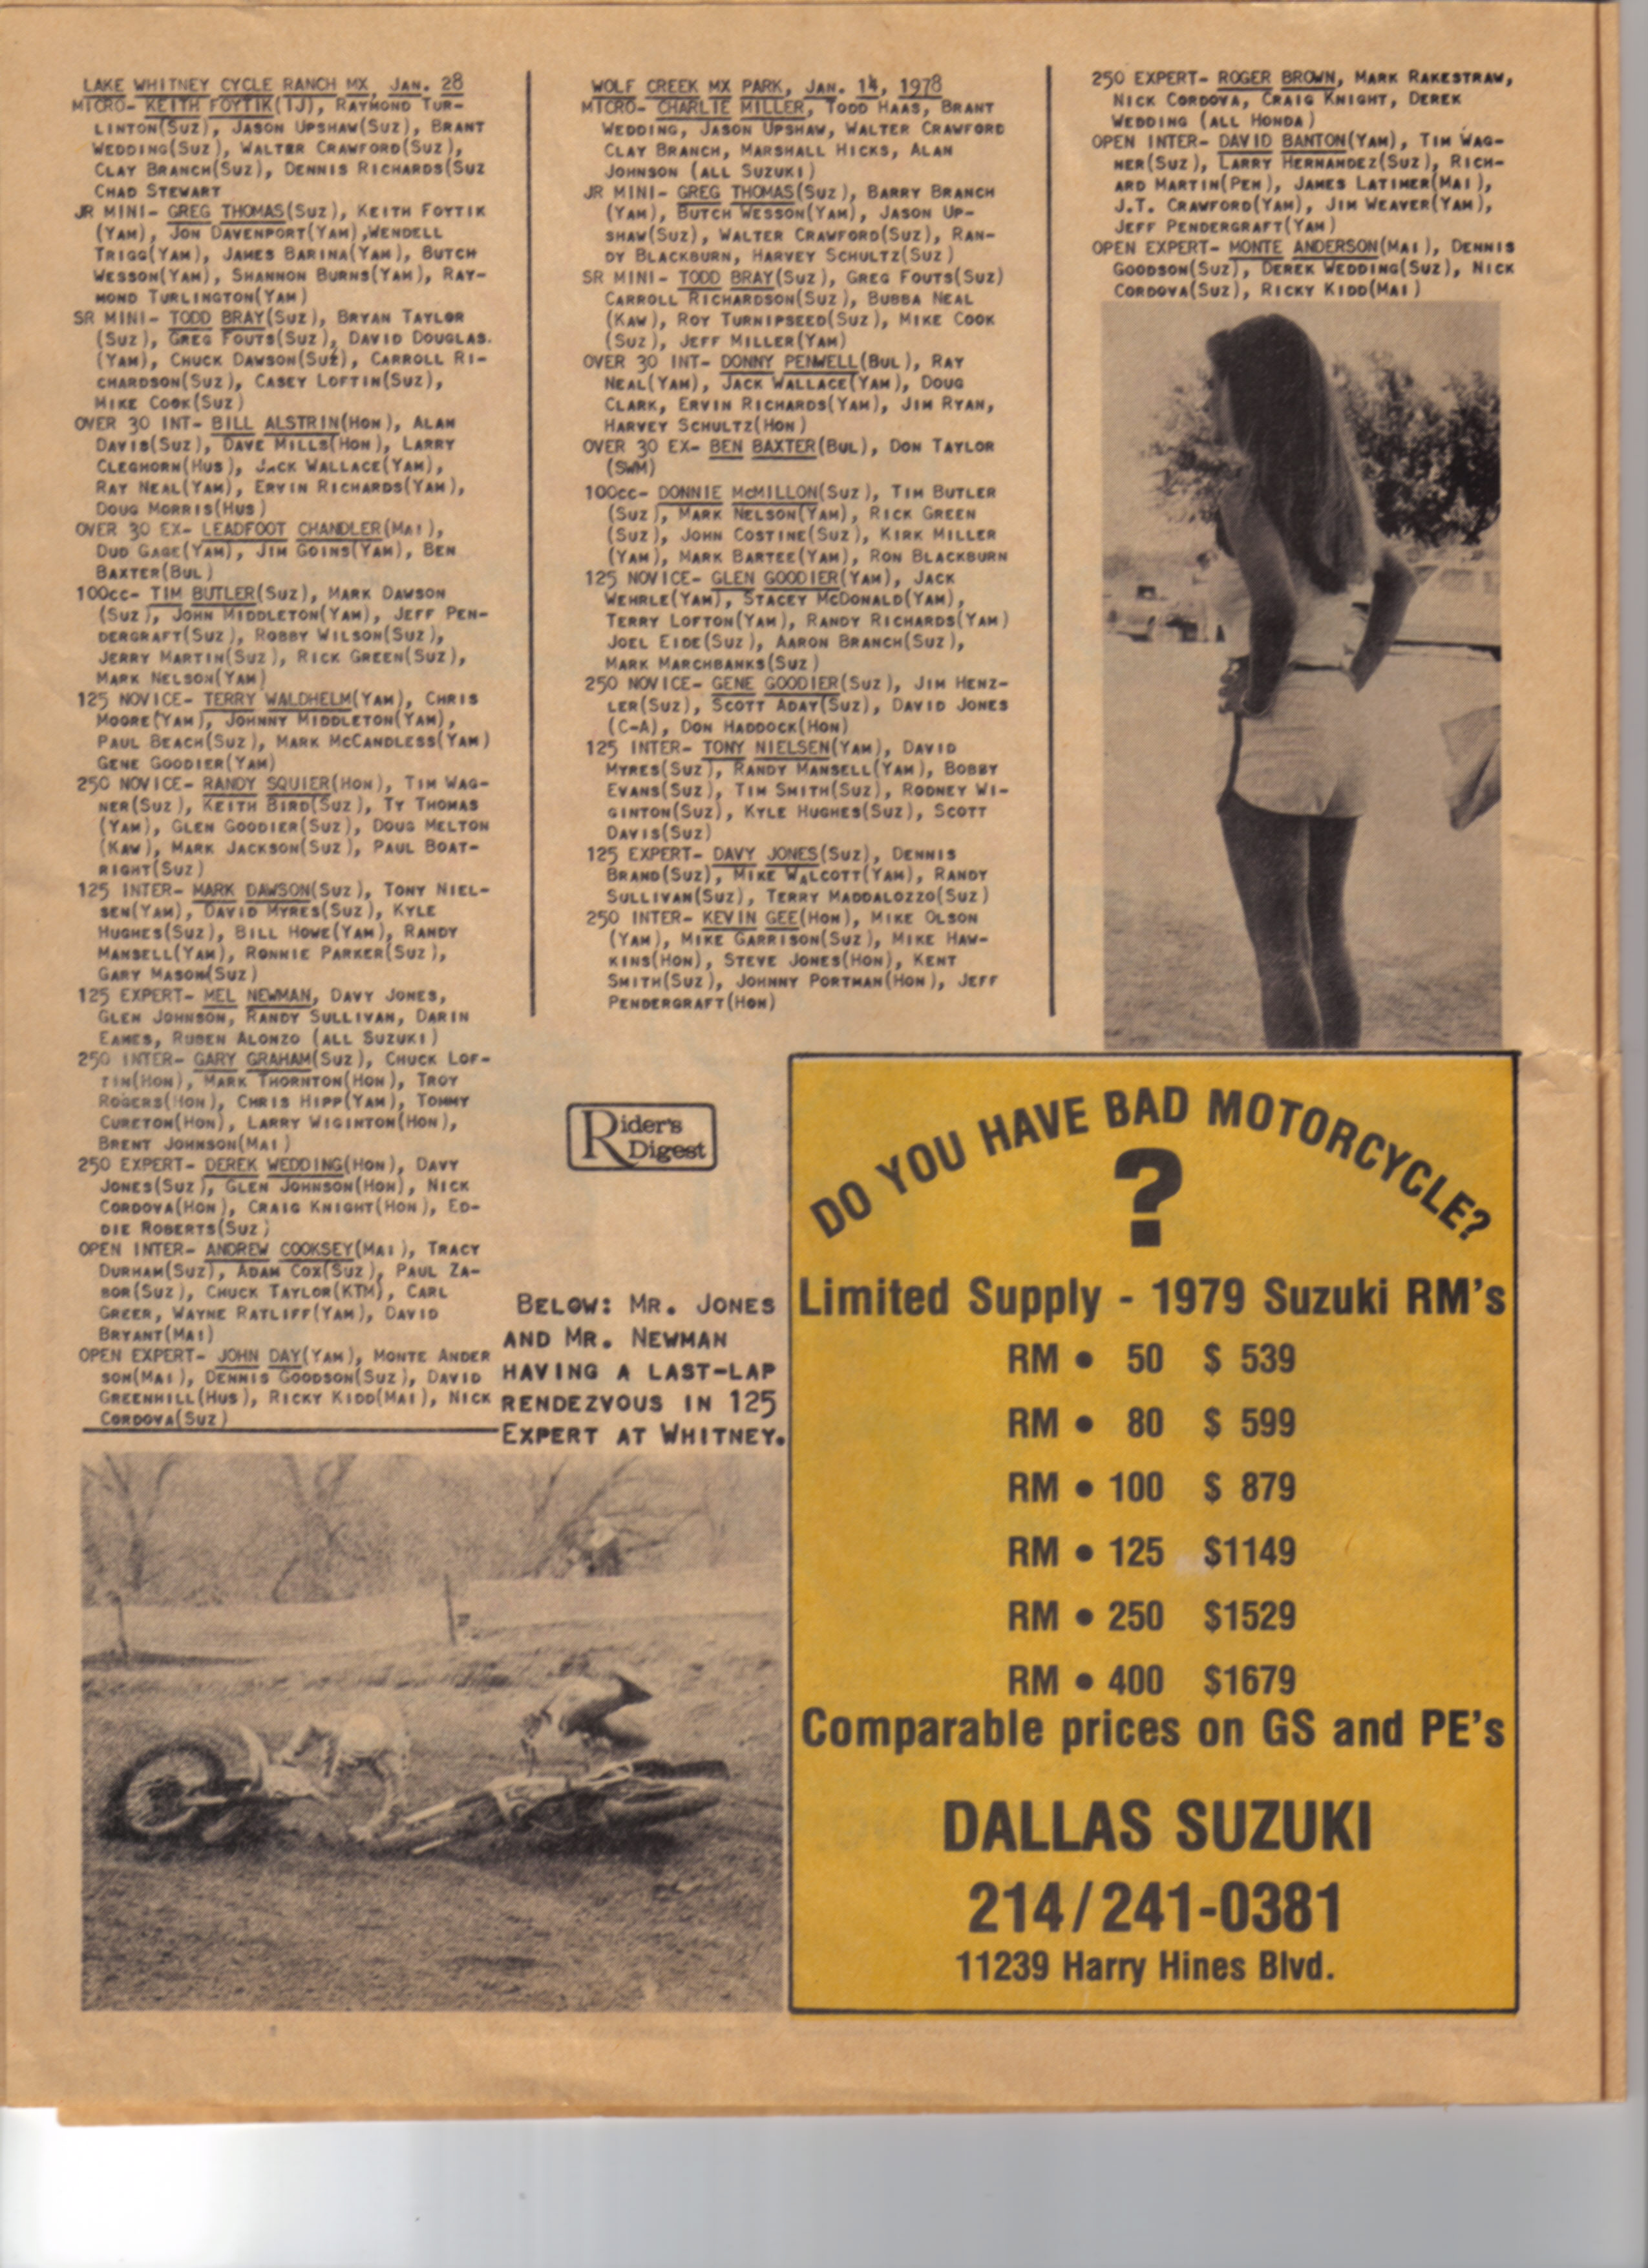 LAKE WHITNEY CYCLE RANCH MX, JAN. 28
MICRO- KEITH FOYTIK(IJ), RAYMOND TUR-
LINTON(SUZ), JASON UPSHAW(SUZ), BRANT
WEDDING(SUZ), WALTER CRAWFORD(SUZ),
CLAY BRANCH(SUZ), DENNIS RICHARDS(SUZ
CHAD STEWART
JR MINI- GREG THOMAS(SUZ), KEITH FOYTIK
(YAM), JON DAVENPORT(YAM),WENDELL
TRIGG(YAM), JAMES BARINA(YAM), BUTCH
WESSON(YAM), SHANNON BURNS(YAM), RAY-
MOND TURLINGTON(YAM)
SR MINI- TODD BRAY(SUZ), BRYAN TAYLOR
(SUZ), GREG FOUTS(SUZ), DAVID DOUGLAS.
(YAM), CHUCK DAWSON(SUZ), CARROLL RI-
CHARDSON(SUZ), CASEY LOFTIN(SUZ),
MIKE COOK(SUZ)
OVER 30 INT- BILL ALSTRIN(HON), ALAN
DAVIS(SUZ), DAVE MILLS(HON), LARRY
CLEGHORN(HUS), JACK WALLACE(YAM),
RAY NEAL(YAM), ERVIN RICHARDS(YAM),
DOUG MORRIS(HUS)
OVER 30 EX- LEADFOOT CHANDLER(MAI),
DUD GAGE(YAM), JIM GOINS(YAM), BEN
BAXTER(BUL)
100CC- TIM BUTLER(SUZ), MARK DAWSON
(SUZ), JOHN MIDDLETON(YAM), JEFF PEN-
DERGRAFT(SUZ), ROBBY WILSON(SUZ),
JERRY MARTIN(SUZ), RICK GREEN(SUZ),
MARK NELSON(YAM)
125 NOVICE- TERRY WALDHELM(YAM), CHRIS
MOORE(YAM), JOHNNY MIDDLETON(YAM),
PAUL BEACH(SUZ), MARK MCCANDLESS(YAM)
GENE GOODIER(YAM)
250 NOVICE- RANDY SQUIER(HON), TIM WAG-
NER(SUZ), KEITH BIRD(SUZ), TY THOMAS
(YAM), GLEN GOODIER(SUZ), DOUG MELTON
(KAW), MARK JACKSON(SUZ), PAUL BOAT-
RIGHT(SUZ)
125 INTER- MARK DAWSON(SUZ), TONY NIEL-
SEN(YAM), DAVID MYRES(SUZ), KYLE
HUGHES(SUZ), BILL HOWE(YAM), RANDY
MANSELL(YAM), RONNIE PARKER(SUZ),
GARY MASON(SUZ)
125 EXPERT- MEL NEWMAN, DAVY JONES,
GLEN JOHNSON, RANDY SULLIVAN, DARIN
EAMES, RUBEN ALONZO (ALL SUZUKI)
250 INTER- GARY GRAHAM(SUZ), CHUCK LOF-
TIN(HON), MARK THORNTON(HON), TROY
ROGERS(HON), CHRIS HIPP(YAM), TOMMY
CURETON(HON), LARRY WIGINTON(HON),
BRENT JOHNSON(MAI)
250 EXPERT- DEREK WEDDING(HON), DAVY
JONES(SUZ), GLEN JOHNSON(HON), NICK
CORDOVA(HON), CRAIG KNIGHT(HON), ED-
DIE ROBERTS(SUZ)
OPEN INTER- ANDREW COOKSEY(MAI), TRACY
DURHAM(SUZ), ADAM COX(SUZ), PAUL ZA-
BOR(SUZ), CHUCK TAYLOR(KTM), CARL
GREER, WAYNE RATLIFF(YAM), DAVID
BRYANT(MAI)
OPEN EXPERT- JOHN DAY(YAM), MONTE ANDER
SON(MAI), DENNIS GOODSON(SUZ), DAVID
GREENHILL(HUS), RICKY KIDD(MAI), NICK
CORDOVA(SUZ)
WOLF CREEK MX PARK, JAN. 14, 1978
MICRO- CHARLIE MILLER, TODD HAAS, BRANT
WEDDING, JASON UPSHAW, WALTER CRAWFORD
CLAY BRANCH, MARSHALL HICKS, ALAN
JOHNSON (ALL SUZUKI)
JR MINI- GREG THOMAS(SUZ), BARRY BRANCH
(YAM), BUTCH WESSON(YAM), JASON UP-
SHAW(SUZ), WALTER CRAWFORD(SUZ), RAN-
DY BLACKBURN, HARVEY SCHULTZ(SUZ)
SR MINI- TODD BRAY(SUZ), GREG FOUTS(SUZ)
CARROLL RICHARDSON(SUZ), BUBBA NEAL
(KAW), ROY TURNIPSEED(SUZ), MIKE COOK
(SUZ), JEFF MILLER(YAM)
OVER 30 INT- DONNY PENWELL(BUL), RAY
NEAL(YAM), JACK WALLACE(YAM), DOUG
CLARK, ERVIN RICHARDS(YAM), JIM RYAN,
HARVEY SCHULTZ(HON)
OVER 30 EX- BEN BAXTER(BUL), DON TAYLOR
(SWM)
100CC- DONNIE MCMILLON(SUZ), TIM BUTLER
(SUZ), MARK NELSON(YAM), RICK GREEN
(SUZ), JOHN COSTINE(SUZ), KIRK MILLER
(YAM), MARK BARTEE(YAM), RON BLACKBURN
125 NOVICE- GLEN GOODIER(YAM), JACK
WEHRLE(YAM), STACEY MCDONALD(YAM),
TERRY LOFTON(YAM), RANDY RICHARDS(YAM)
JOEL EIDE(SUZ), AARON BRANCH(SUZ),
MARK MARCHBANKS(SUZ)
250 NOVICE- GENE GOODIER(SUZ), JIM HENZ-
LER(SUZ), SCOTT ADAY(SUZ), DAVID JONES
(C-A), DON HADDOCK(HON)
125 INTER- TONY NIELSEN(YAM), DAVID
MYRES(SUZ), RANDY MANSELL(YAM), BOBBY
EVANS(SUZ), TIM SMITH(SUZ), RODNEY WI-
GINTON(SUZ), KYLE HUGHES(SUZ), SCOTT
DAVIS(SUZ)
125 EXPERT- DAVY JONES(SUZ), DENNIS
BRAND(SUZ), MIKE WALCOTT(YAM), RANDY
SULLIVAN(SUZ), TERRY MADDALOZZO(SUZ)
250 INTER- KEVIN GEE(HON), MIKE OLSON
(YAM), MIKE GARRISON(SUZ), MIKE HAW-
KINS(HON), STEVE JONES(HON), KENT
SMITH(SUZ), JOHNNY PORTMAN(HON), JEFF
PENDERGRAFT(HON)
250 EXPERT- ROGER BROWN, MARK RAKESTRAW,
NICK CORDOVA, CRAIG KNIGHT, DEREK
WEDDING (ALL HONDA)
OPEN INTER- DAVID BANTON(YAM), TIM WAG-
NER(SUZ), LARRY HERNANDEZ(SUZ), RICH-
ARD MARTIN(PEN), JAMES LATIMER(MAI),
J.T. CRAWFORD(YAM), JIM WEAVER(YAM),
JEFF PENDERGRAFT(YAM)
OPEN EXPERT- MONTE ANDERSON(MAI), DENNIS
GOODSON(SUZ), DEREK WEDDING(SUZ), NICK
CORDOVA(SUZ), RICKY KIDD(MAI)
Rider's
Digest
BELOW: MR. JONES
AND MR. NEWMAN
HAVING A LAST-LAP
RENDEZVOUS IN 125
EXPERT AT WHITNEY.
DO YOU HAVE BAD MOTORCYCLE?
?
Limited Supply - 1979 Suzuki RM's
RM • 50 $ 539
RM • 80 $ 599
RM • 100 $ 879
RM • 125 $1149
RM • 250 $1529
RM • 400 $1679
Comparable prices on GS and PE's
DALLAS SUZUKI
214/241-0381
11239 Harry Hines Blvd.